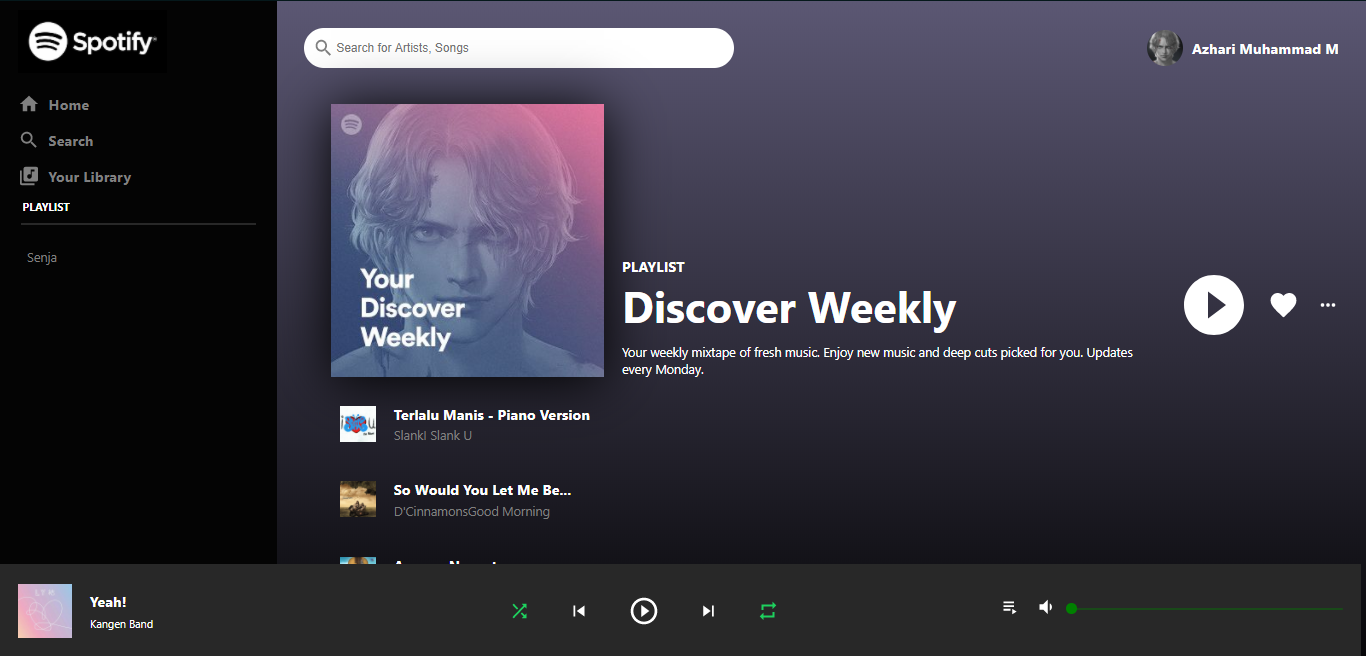 Spotify
Search for Artists, Songs
Azhari Muhammad M
Home
Search
Your Library
PLAYLIST
Senja
Your
Discover
Weekly
PLAYLIST
Discover Weekly
Your weekly mixtape of fresh music. Enjoy new music and deep cuts picked for you. Updates
every Monday.
Terlalu Manis - Piano Version
SlankI Slank U
So Would You Let Me Be...
D'CinnamonsGood Morning
Yeah!
Kangen Band